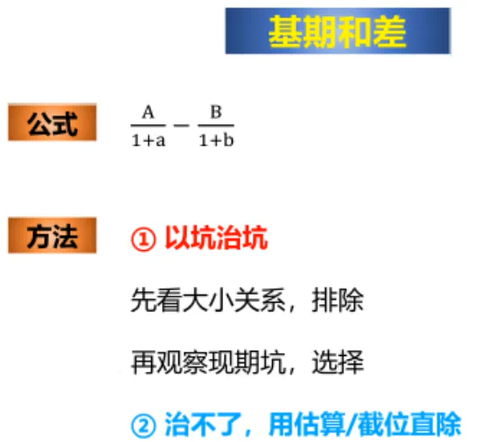 基期和差
公式
A/(1+a) − B/(1+b)
方法
① 以坑治坑
先看大小关系，排除
再观察现期坑，选择
② 治不了，用估算/截位直除